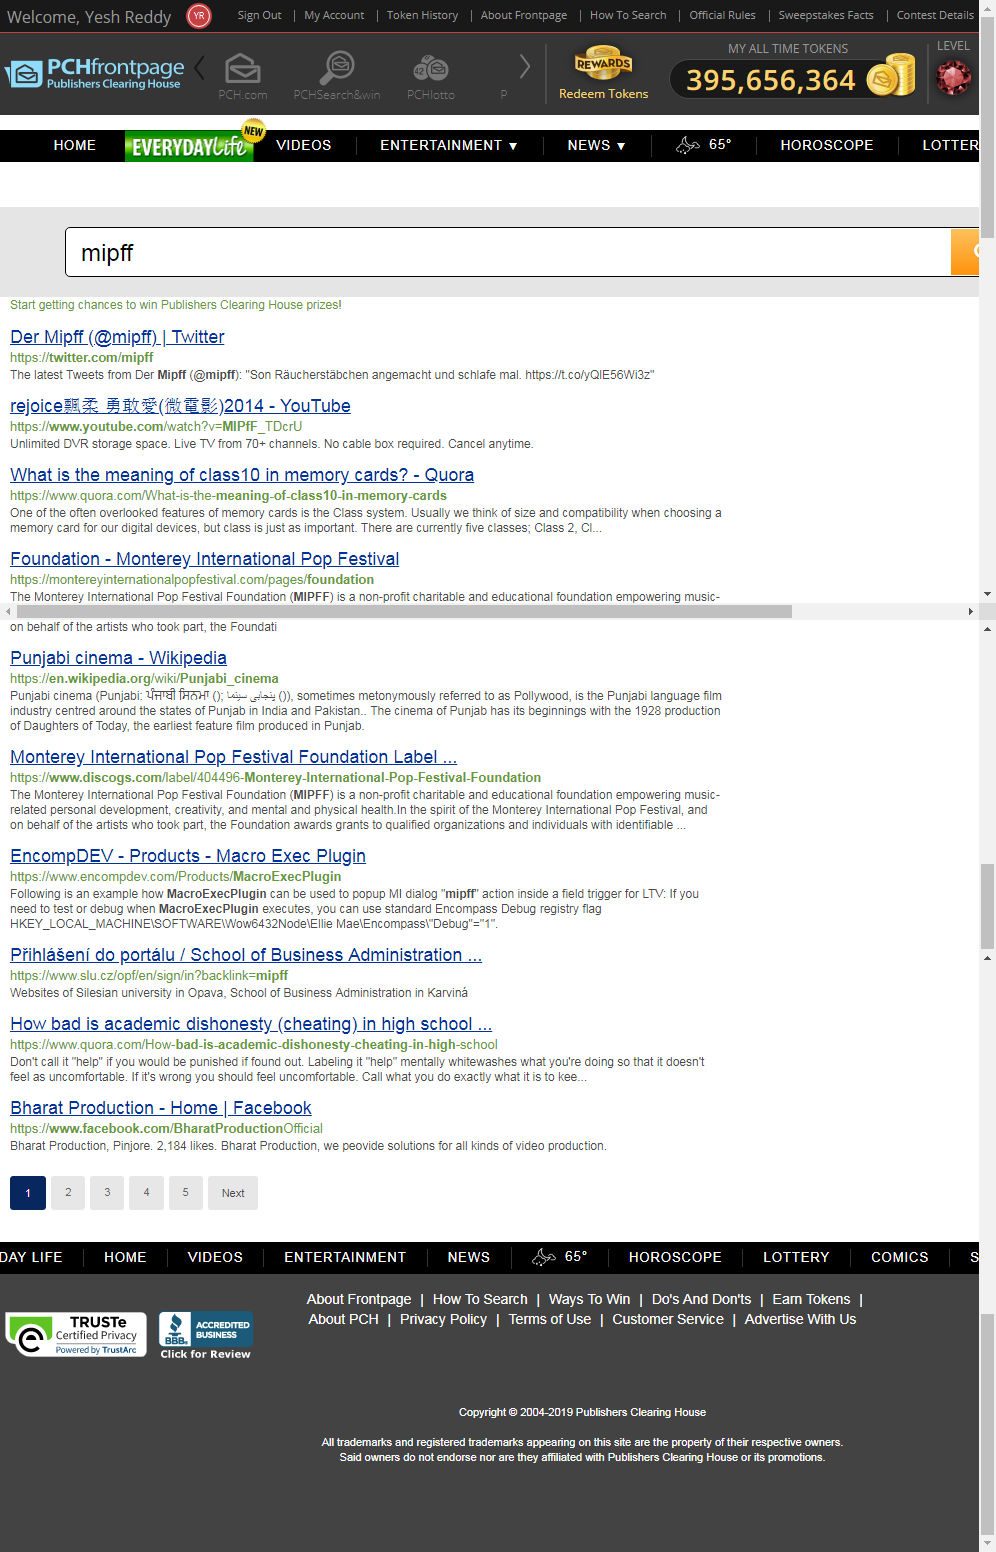 Welcome, Yesh Reddy
YR
Sign Out | My Account | Token History | About Frontpage | How To Search | Official Rules | Sweepstakes Facts | Contest Details
PCHfrontpage
Publishers Clearing House
PCH.com
PCHSearch&win
42
PCHlotto
P
REWARDS
Redeem Tokens
MY ALL TIME TOKENS
395,656,364
LEVEL
HOME
EVERYDAY Life
NEW
VIDEOS
ENTERTAINMENT ▼
NEWS ▼
65°
HOROSCOPE
LOTTER
mipff
Start getting chances to win Publishers Clearing House prizes!
Der Mipff (@mipff) | Twitter
https://twitter.com/mipff
The latest Tweets from Der Mipff (@mipff): "Son Räucherstäbchen angemacht und schlafe mal. https://t.co/yQlE56Wi3z"
rejoice飄柔 勇敢愛(微電影)2014 - YouTube
https://www.youtube.com/watch?v=MIPfF_TDcrU
Unlimited DVR storage space. Live TV from 70+ channels. No cable box required. Cancel anytime.
What is the meaning of class10 in memory cards? - Quora
https://www.quora.com/What-is-the-meaning-of-class10-in-memory-cards
One of the often overlooked features of memory cards is the Class system. Usually we think of size and compatibility when choosing a
memory card for our digital devices, but class is just as important. There are currently five classes; Class 2, Cl...
Foundation - Monterey International Pop Festival
https://montereyinternationalpopfestival.com/pages/foundation
The Monterey International Pop Festival Foundation (MIPFF) is a non-profit charitable and educational foundation empowering music-
on behalf of the artists who took part, the Foundati
Punjabi cinema - Wikipedia
https://en.wikipedia.org/wiki/Punjabi_cinema
Punjabi cinema (Punjabi: ਪੰਜਾਬੀ ਸਿਨਮਾ (); پنجابی سینما ()), sometimes metonymously referred to as Pollywood, is the Punjabi language film
industry centred around the states of Punjab in India and Pakistan.. The cinema of Punjab has its beginnings with the 1928 production
of Daughters of Today, the earliest feature film produced in Punjab.
Monterey International Pop Festival Foundation Label ...
https://www.discogs.com/label/404496-Monterey-International-Pop-Festival-Foundation
The Monterey International Pop Festival Foundation (MIPFF) is a non-profit charitable and educational foundation empowering music-
related personal development, creativity, and mental and physical health.In the spirit of the Monterey International Pop Festival, and
on behalf of the artists who took part, the Foundation awards grants to qualified organizations and individuals with identifiable ...
EncompDEV - Products - Macro Exec Plugin
https://www.encompdev.com/Products/MacroExecPlugin
Following is an example how MacroExecPlugin can be used to popup MI dialog "mipff" action inside a field trigger for LTV: If you
need to test or debug when MacroExecPlugin executes, you can use standard Encompass Debug registry flag
HKEY_LOCAL_MACHINE\SOFTWARE\Wow6432Node\Ellie Mae\Encompass\"Debug"="1".
Přihlášení do portálu / School of Business Administration ...
https://www.slu.cz/opf/en/sign/in?backlink=mipff
Websites of Silesian university in Opava, School of Business Administration in Karviná
How bad is academic dishonesty (cheating) in high school ...
https://www.quora.com/How-bad-is-academic-dishonesty-cheating-in-high-school
Don't call it "help" if you would be punished if found out. Labeling it "help" mentally whitewashes what you're doing so that it doesn't
feel as uncomfortable. If it's wrong you should feel uncomfortable. Call what you do exactly what it is to kee...
Bharat Production - Home | Facebook
https://www.facebook.com/BharatProductionOfficial
Bharat Production, Pinjore. 2,184 likes. Bharat Production, we peovide solutions for all kinds of video production.
1 2 3 4 5 Next
DAY LIFE
HOME
VIDEOS
ENTERTAINMENT
NEWS
65°
HOROSCOPE
LOTTERY
COMICS
S
About Frontpage | How To Search | Ways To Win | Do's And Don'ts | Earn Tokens |
About PCH | Privacy Policy | Terms of Use | Customer Service | Advertise With Us
TRUSTe
Certified Privacy
Powered by TrustArc
BBB
ACCREDITED
BUSINESS
Click for Review
Copyright © 2004-2019 Publishers Clearing House
All trademarks and registered trademarks appearing on this site are the property of their respective owners.
Said owners do not endorse nor are they affiliated with Publishers Clearing House or its promotions.